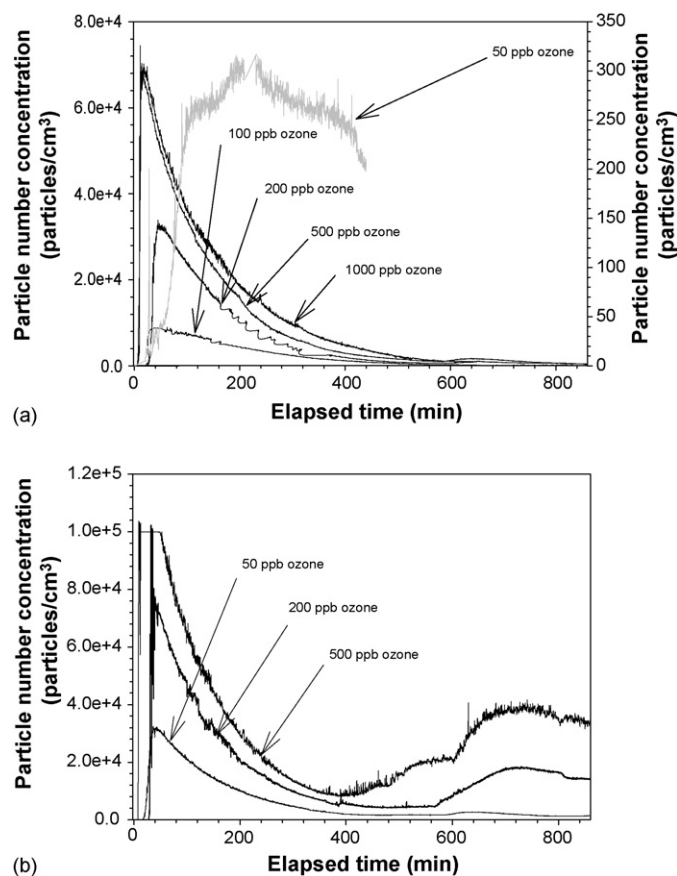 Particle number concentration
(particles/cm³)
8.0e+4
6.0e+4
4.0e+4
2.0e+4
0.0
350
300
250
200
150
100
50
0
Particle number concentration
(particles/cm³)
50 ppb ozone
100 ppb ozone
200 ppb ozone
500 ppb ozone
1000 ppb ozone
0 200 400 600 800
Elapsed time (min)
(a)
Particle number concentration
(particles/cm³)
1.2e+5
1.0e+5
8.0e+4
6.0e+4
4.0e+4
2.0e+4
0.0
50 ppb ozone
200 ppb ozone
500 ppb ozone
0 200 400 600 800
Elapsed time (min)
(b)